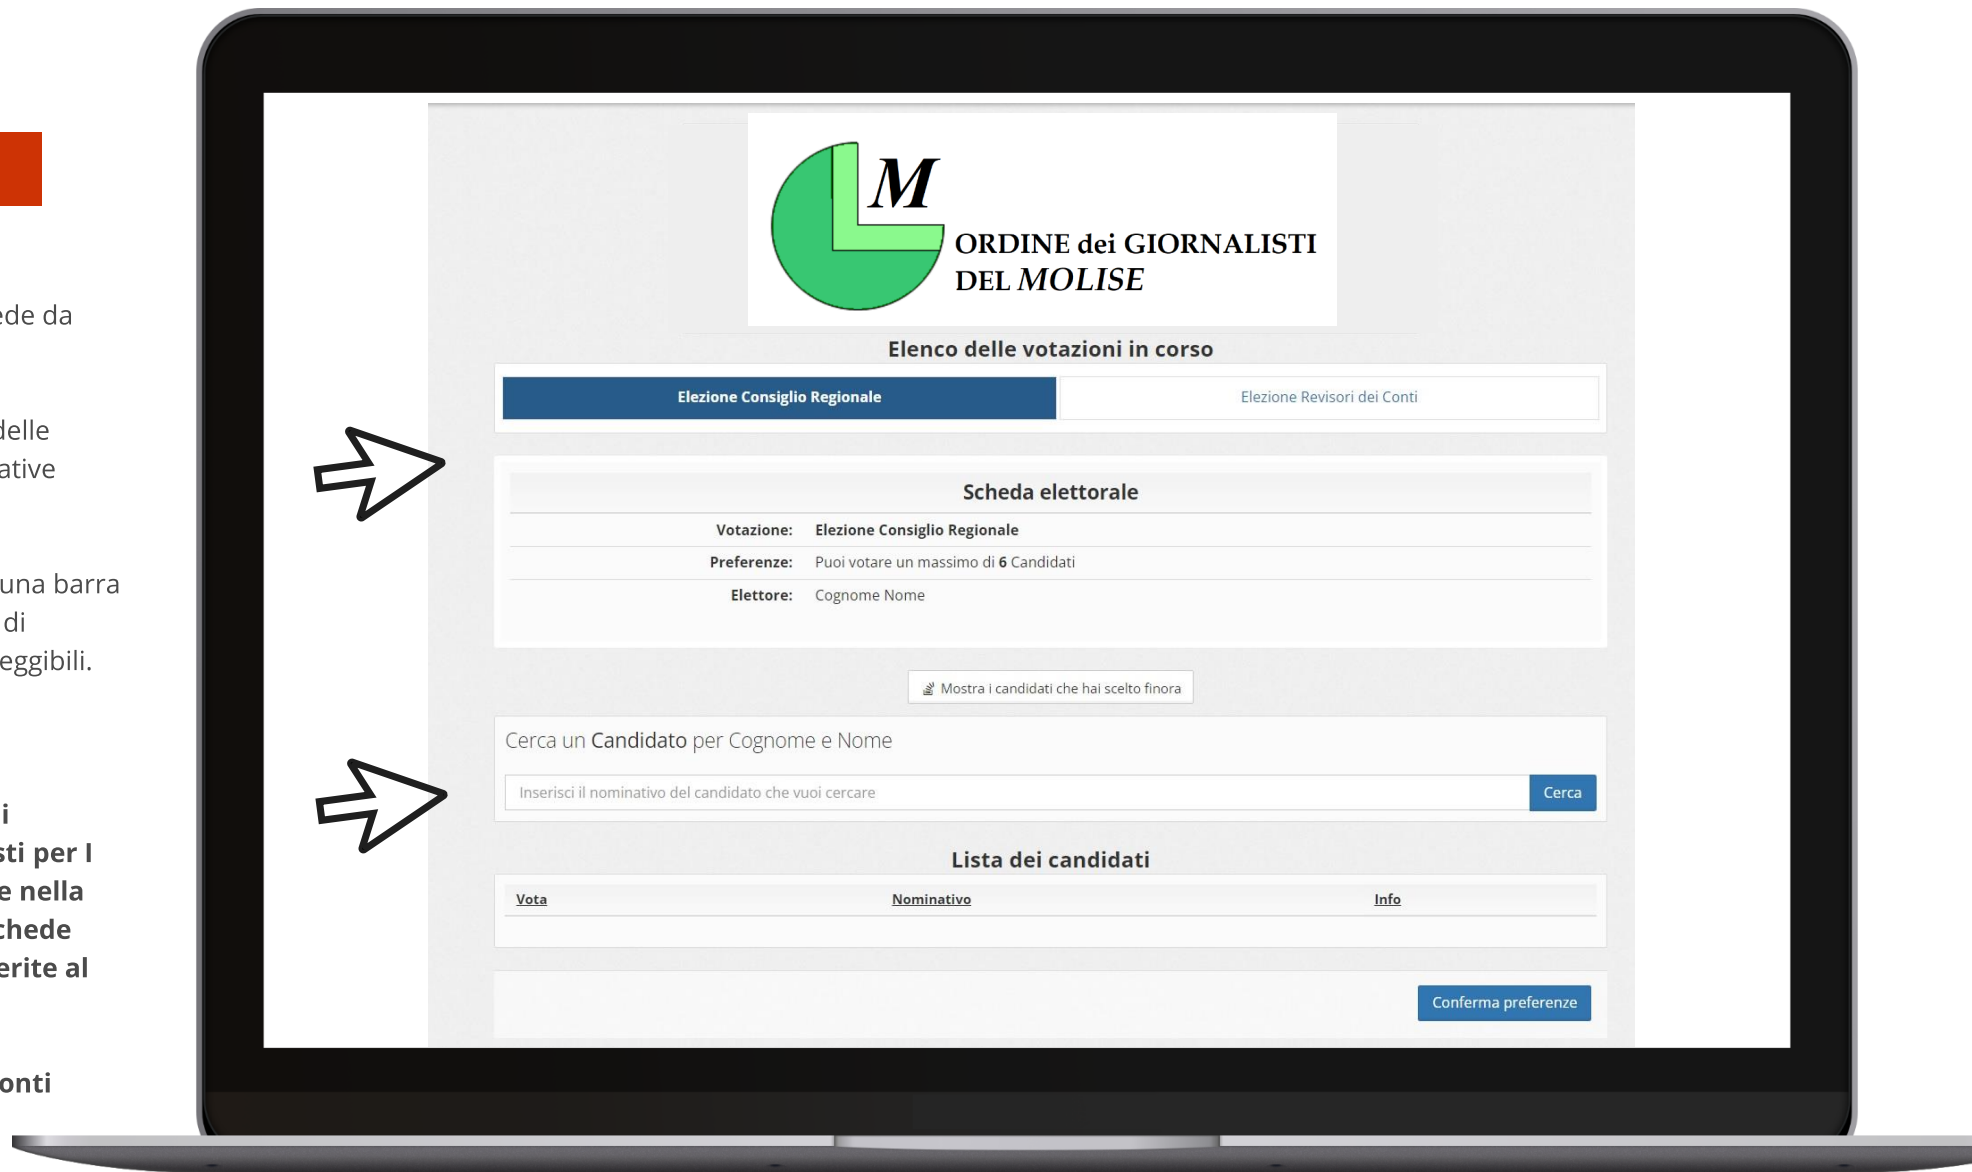 ede da
delle
ative
una barra
di
eggibili.
i
sti per I
e nella
chede
erite al
onti
M
ORDINE dei GIORNALISTI
DEL MOLISE
Elenco delle votazioni in corso
Elezione Consiglio Regionale
Elezione Revisori dei Conti
Scheda elettorale
Votazione: Elezione Consiglio Regionale
Preferenze: Puoi votare un massimo di 6 Candidati
Elettore: Cognome Nome
Mostra i candidati che hai scelto finora
Cerca un Candidato per Cognome e Nome
Inserisci il nominativo del candidato che vuoi cercare Cerca
Lista dei candidati
Vota Nominativo Info
Conferma preferenze